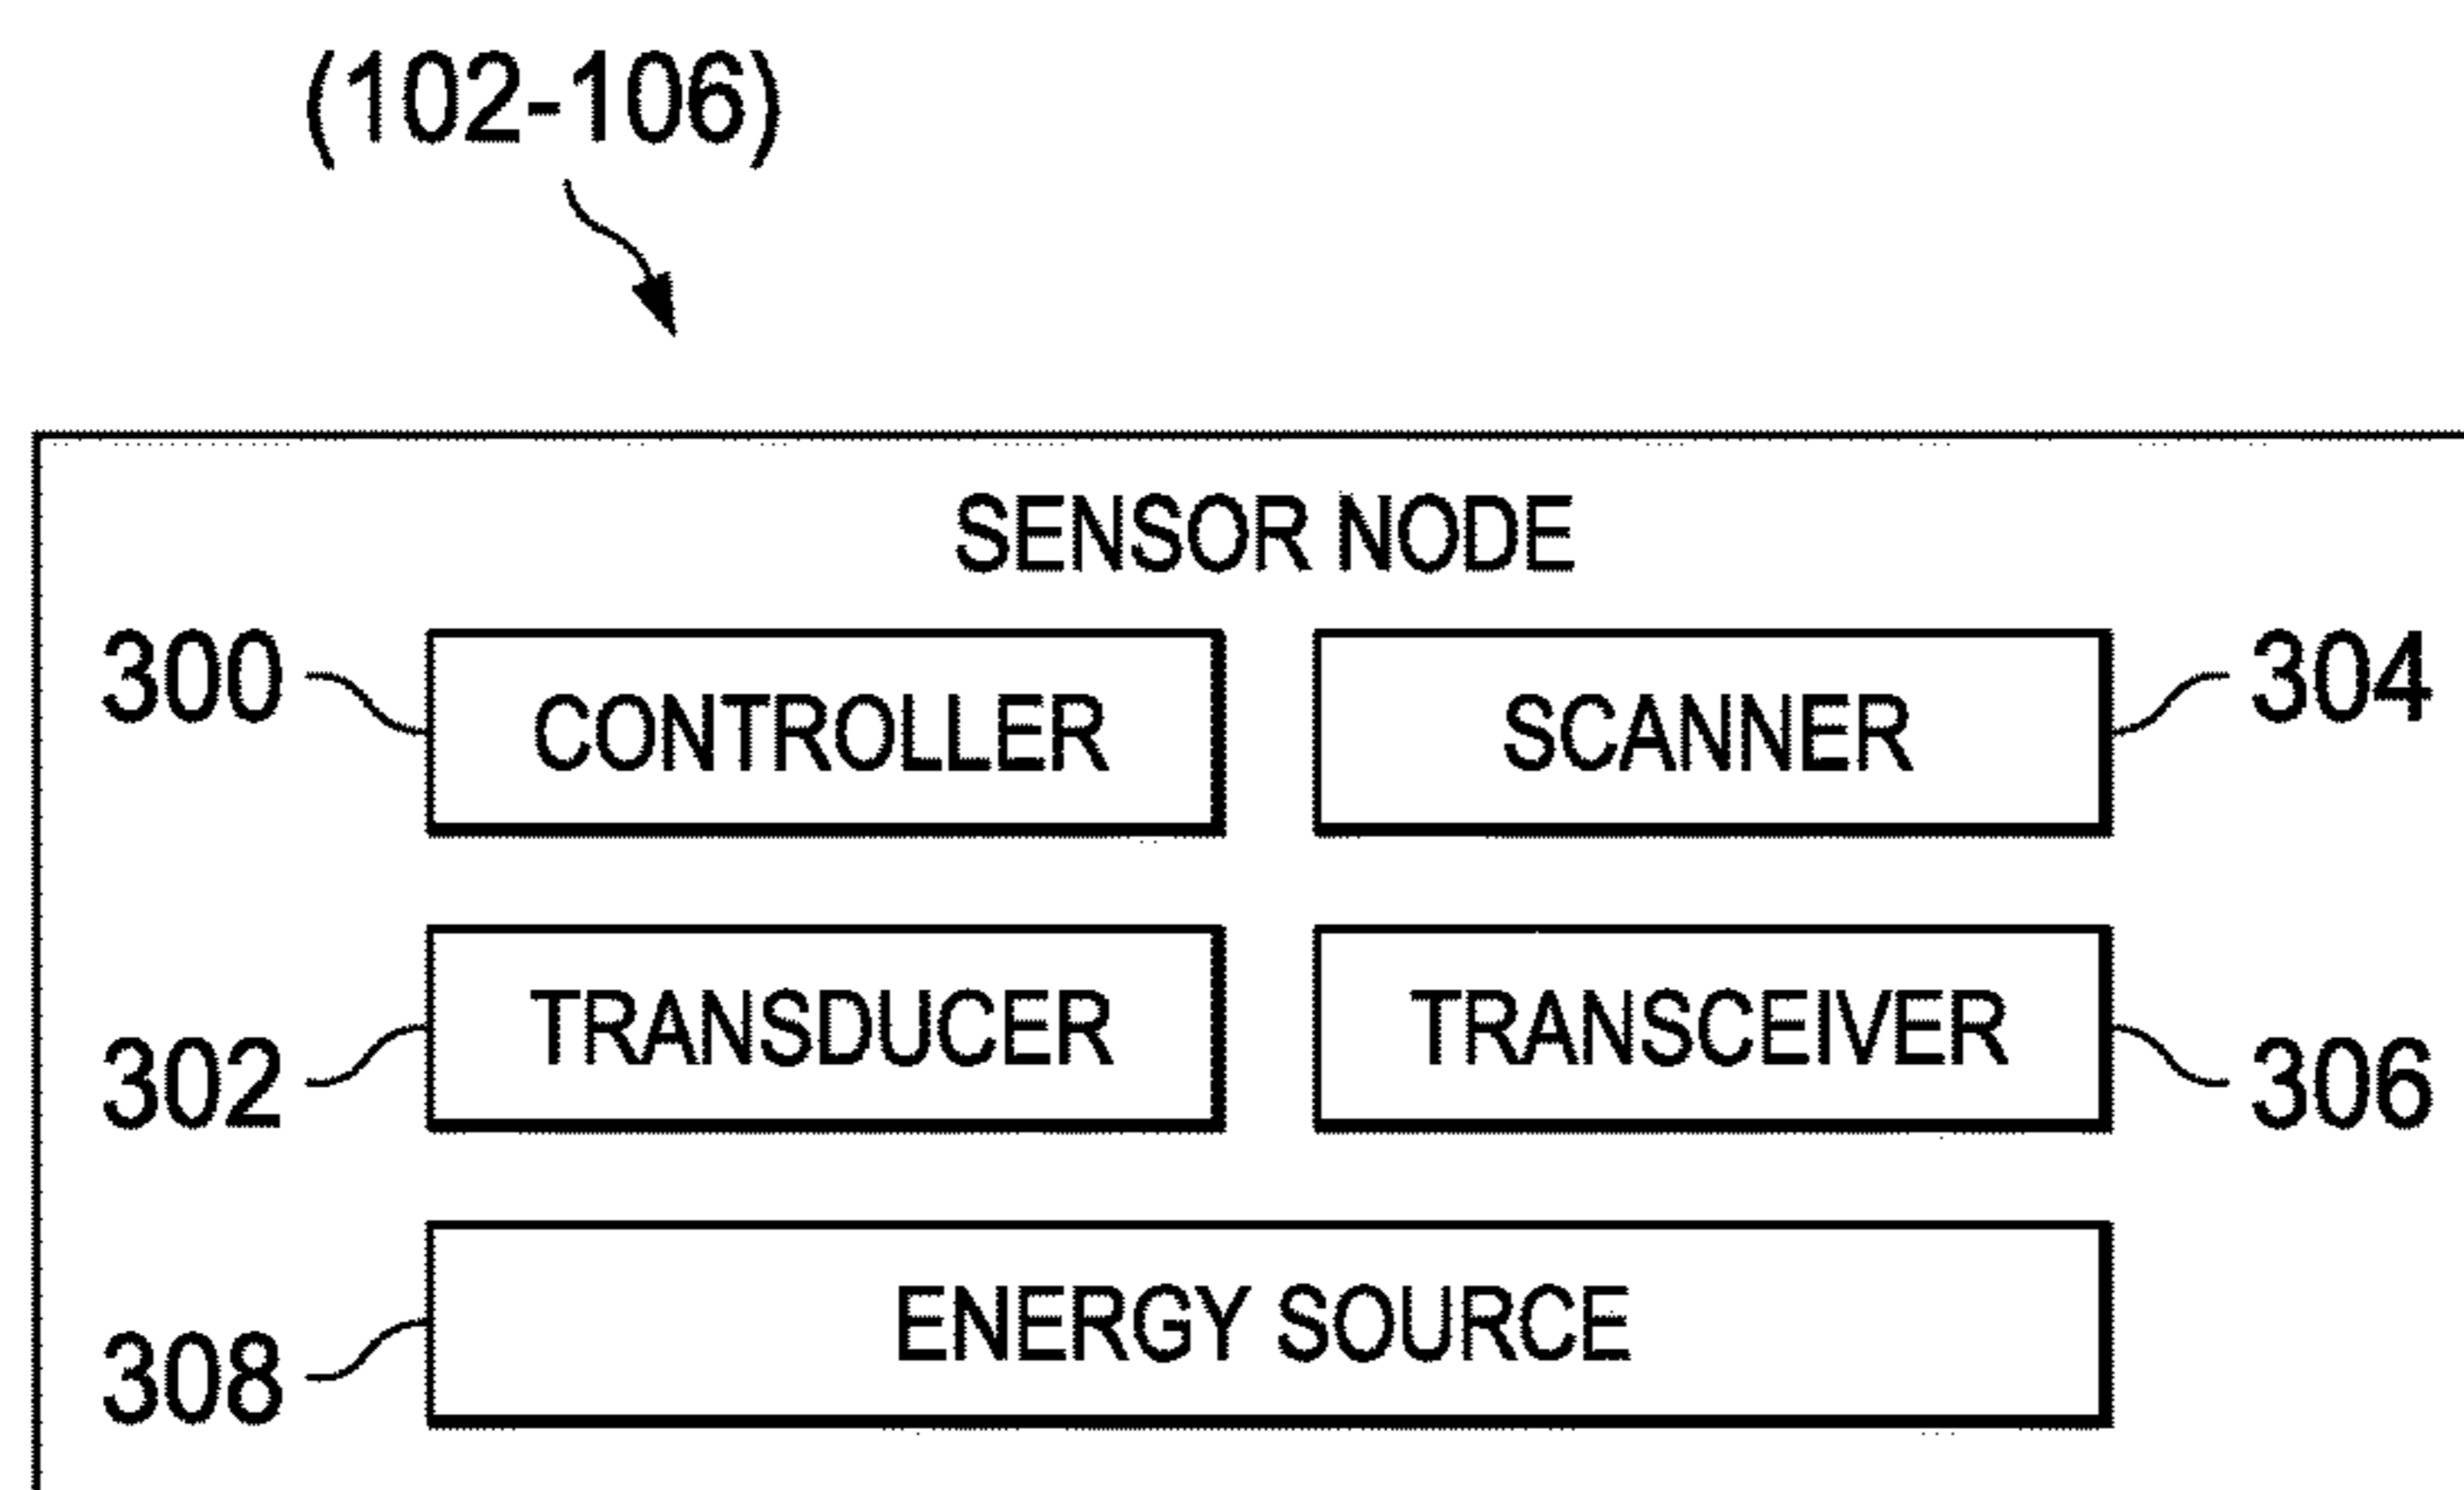 (102-106)
SENSOR NODE
300 CONTROLLER SCANNER 304
302 TRANSDUCER TRANSCEIVER 306
308 ENERGY SOURCE